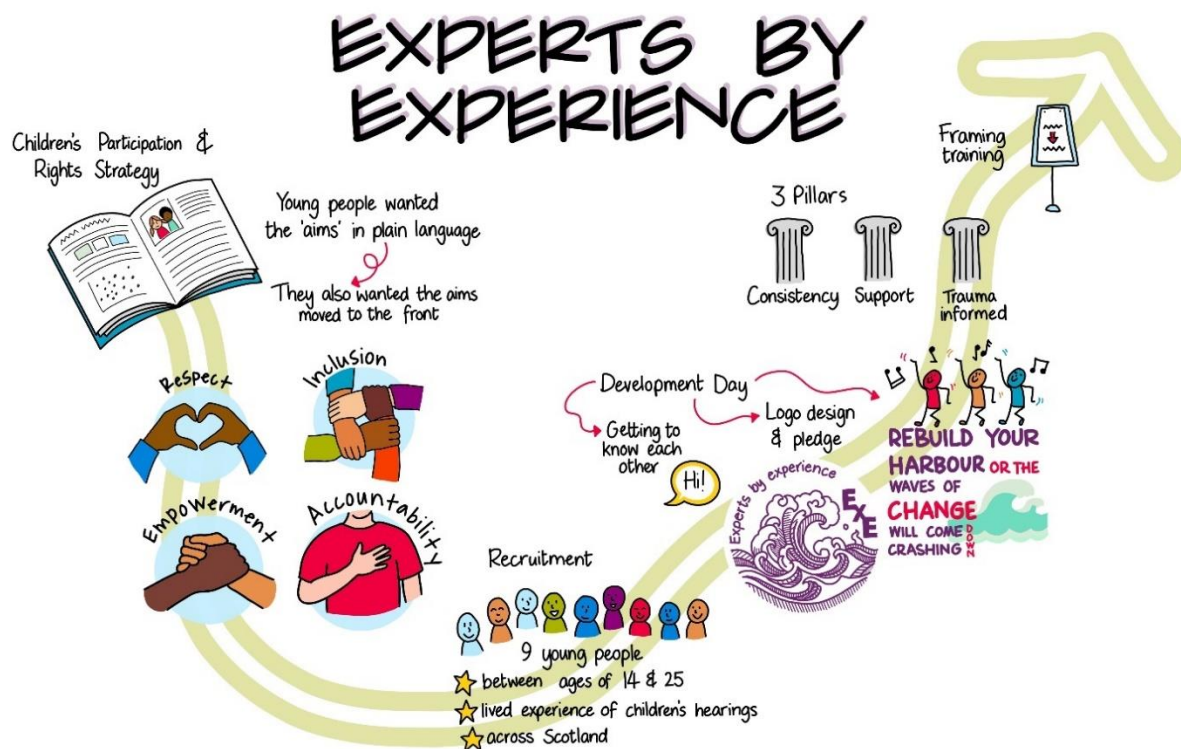 EXPERTS BY
EXPERIENCE
Children's Participation &
Rights Strategy
Young people wanted
the 'aims' in plain language
They also wanted the aims
moved to the front
Respect
Inclusion
Empowerment
Accountability
Recruitment
9 young people
between ages of 14 & 25
lived experience of children's hearings
across Scotland
Development Day
Getting to
know each
other
Hi!
Logo design
& pledge
Experts by experience
EXE
REBUILD YOUR
HARBOUR OR THE
WAVES OF
CHANGE
WILL COME
CRASHING DOWN
3 Pillars
Consistency
Support
Trauma
informed
Framing
training